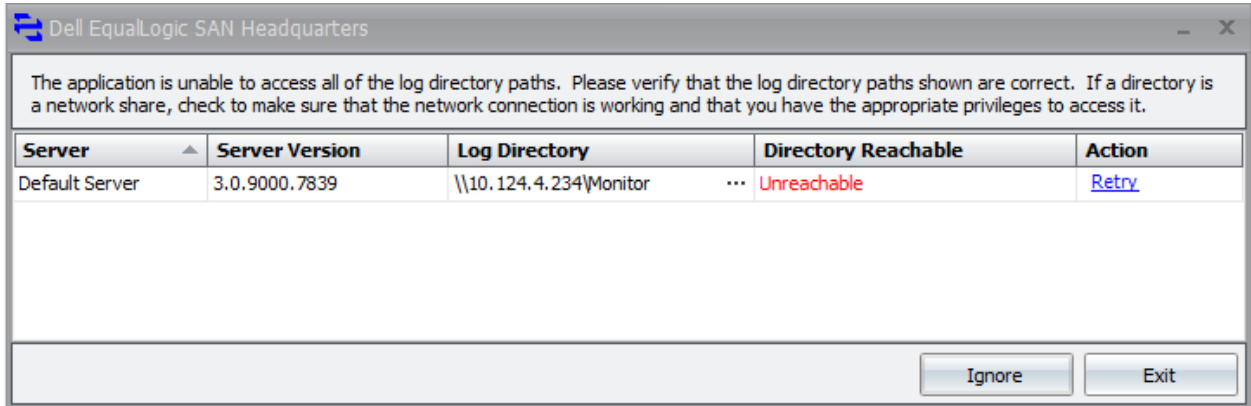 Dell EqualLogic SAN Headquarters
The application is unable to access all of the log directory paths.  Please verify that the log directory paths shown are correct.  If a directory is
a network share, check to make sure that the network connection is working and that you have the appropriate privileges to access it.
Server Server Version Log Directory Directory Reachable Action
Default Server 3.0.9000.7839 \\10.124.4.234\Monitor ... Unreachable Retry
Ignore Exit